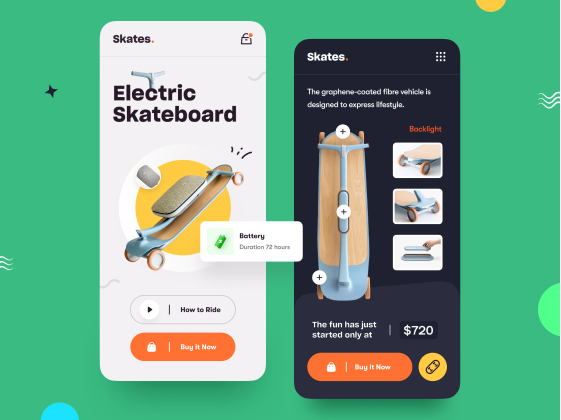 Skates.
Electric
Skateboard
Battery
Duration 72 hours
How to Ride
Buy It Now
Skates.
The graphene-coated fibre vehicle is
designed to express lifestyle.
Backlight
The fun has just
started only at
$720
Buy It Now